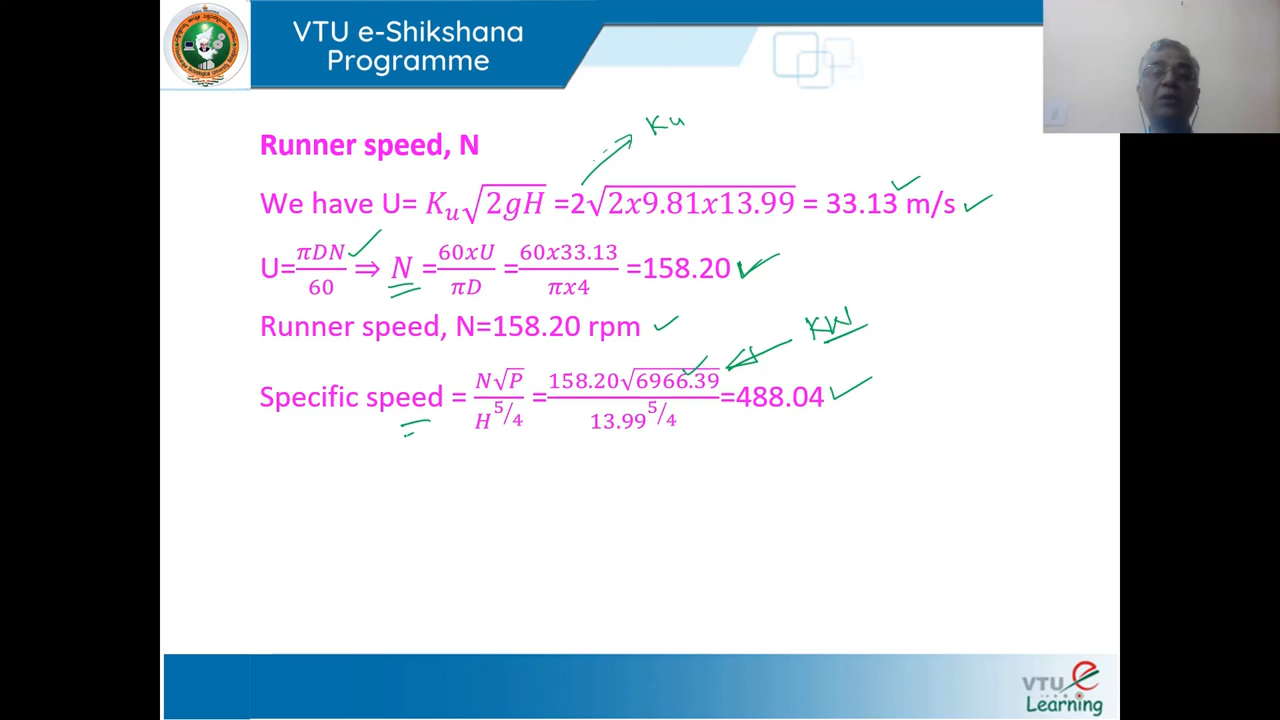 VTU e-Shikshana
Programme
Runner speed, N
Ku
We have U= K_u√(2gH) =2√(2x9.81x13.99) = 33.13 m/s
U=πDN/60 ⇒ N =60xU/πD =60x33.13/πx4 =158.20
Runner speed, N=158.20 rpm
KW
Specific speed = N√P/H^5/4 =158.20√6966.39/13.99^5/4=488.04
VTU e
Learning